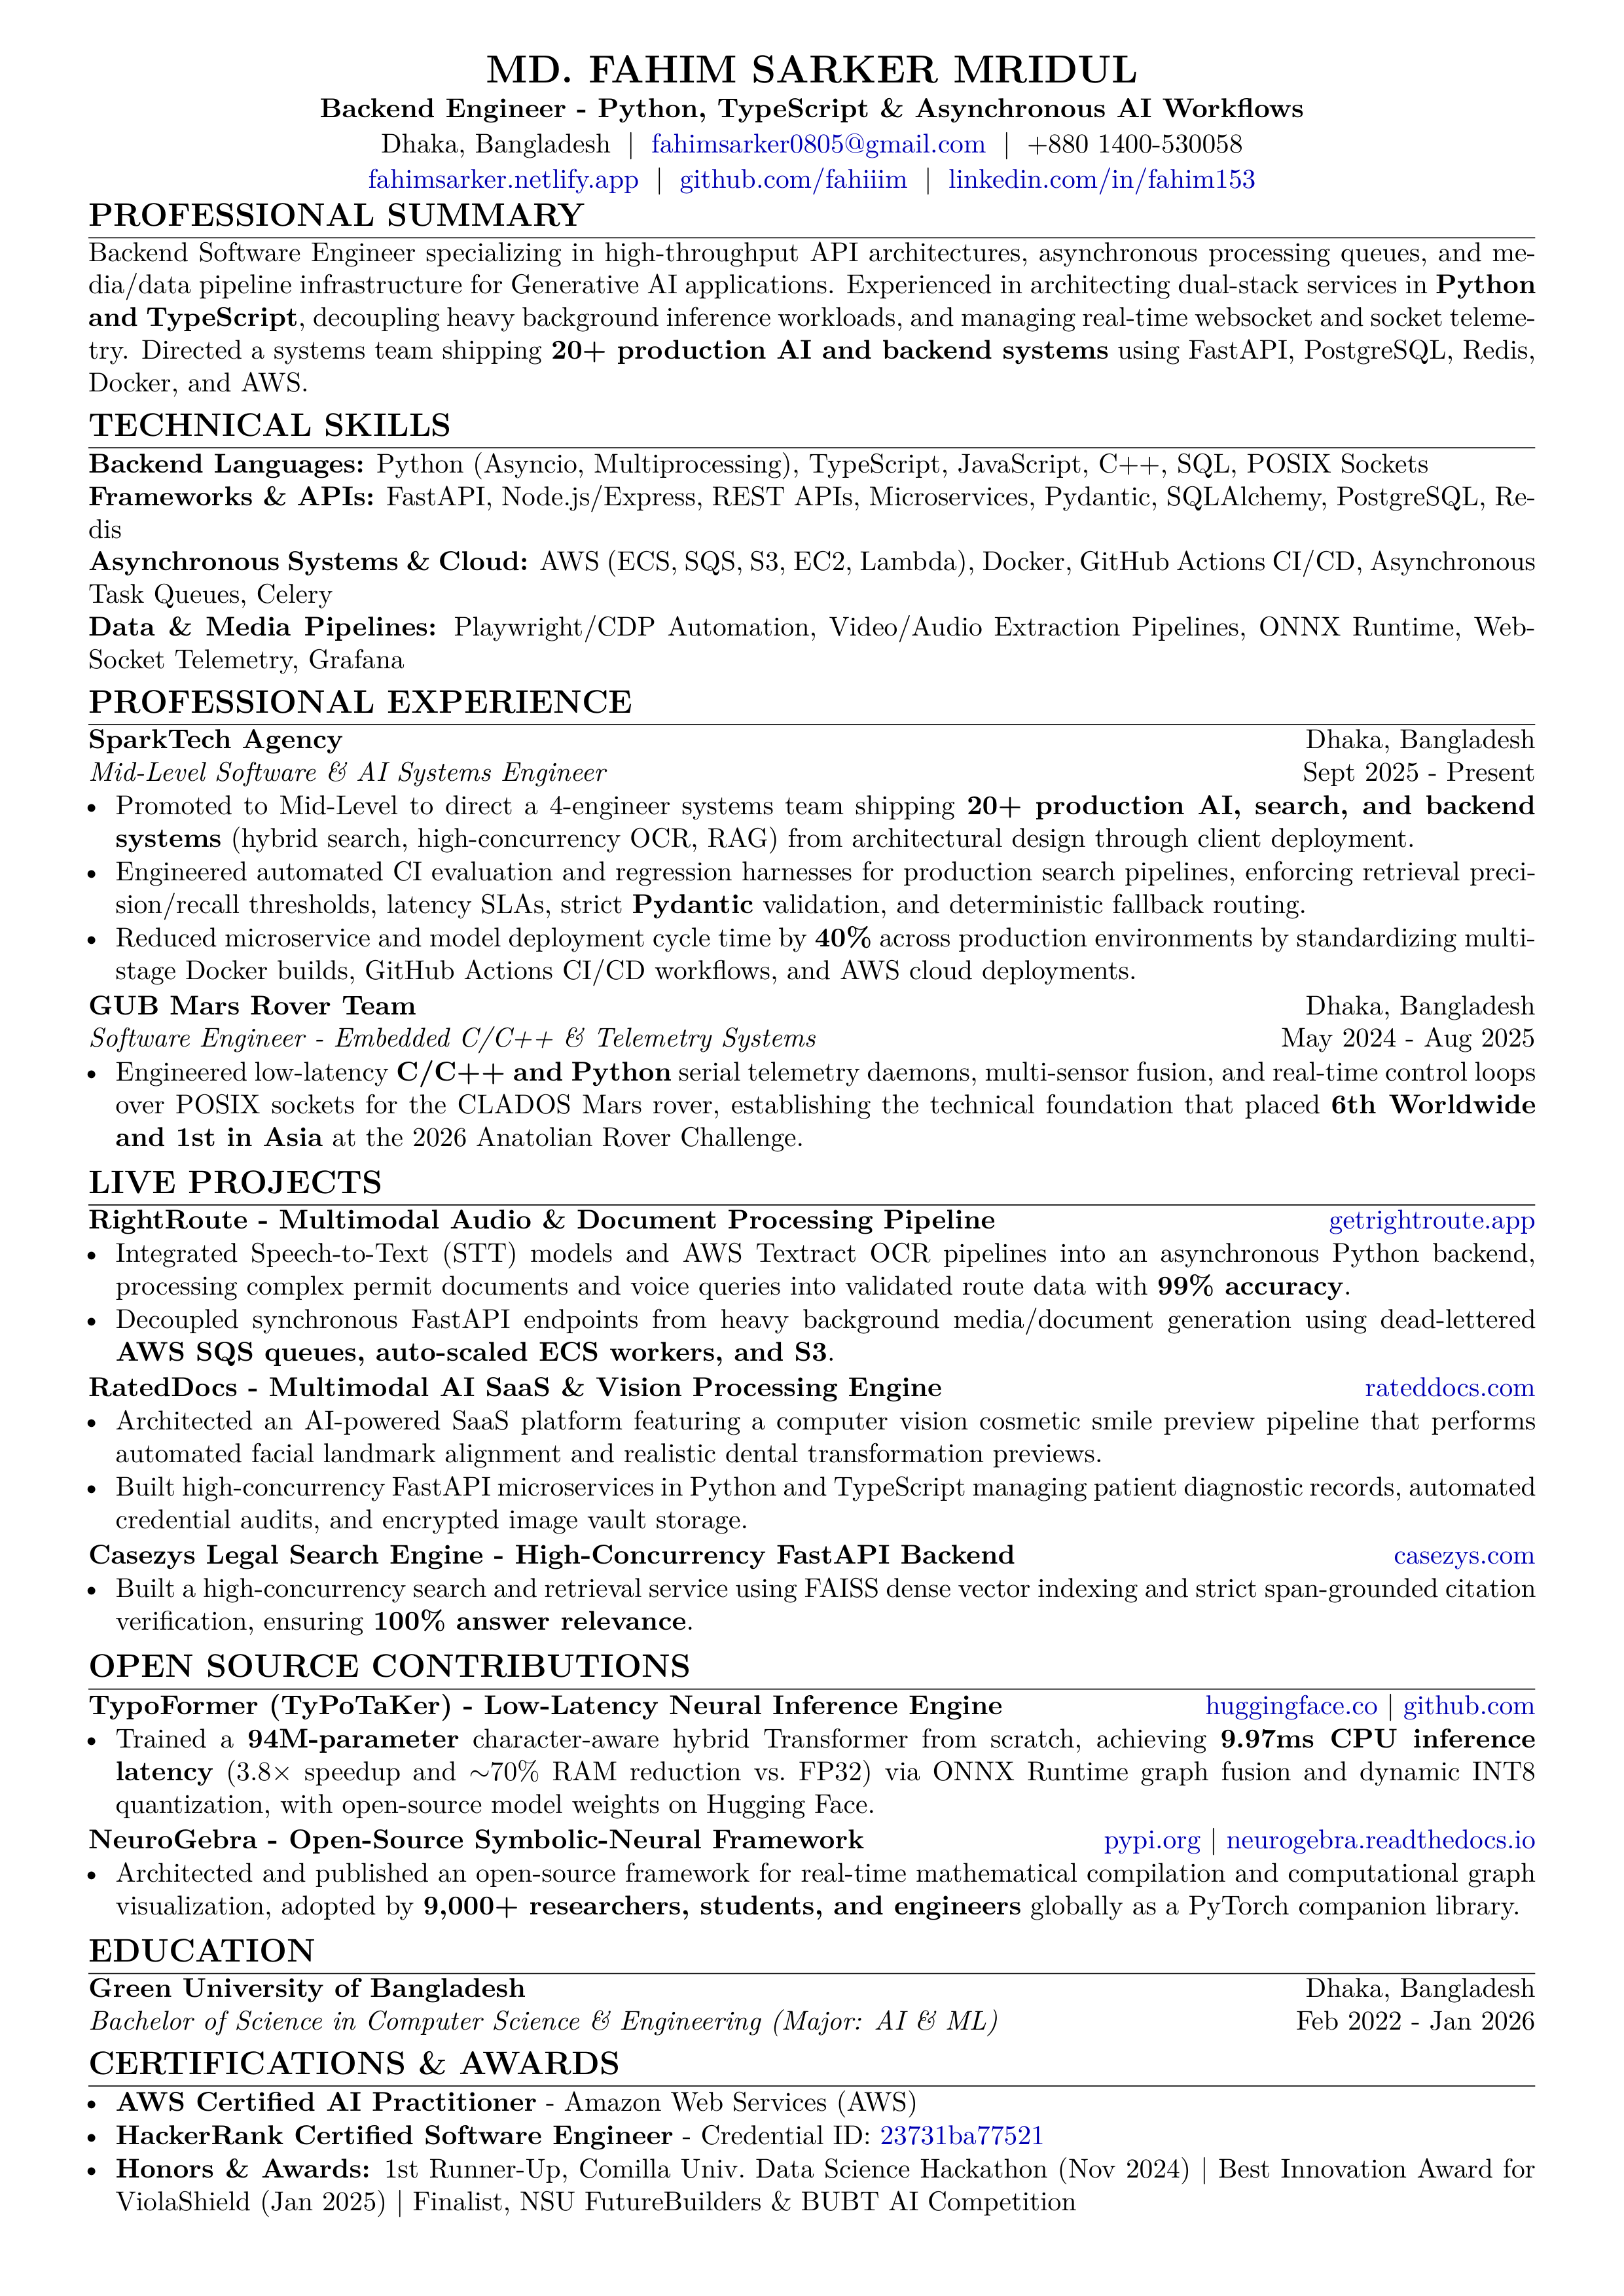 MD. FAHIM SARKER MRIDUL
Backend Engineer - Python, TypeScript & Asynchronous AI Workflows
Dhaka, Bangladesh | fahimsarker0805@gmail.com | +880 1400-530058
fahimsarker.netlify.app | github.com/fahiiim | linkedin.com/in/fahim153
PROFESSIONAL SUMMARY
Backend Software Engineer specializing in high-throughput API architectures, asynchronous processing queues, and me-
dia/data pipeline infrastructure for Generative AI applications. Experienced in architecting dual-stack services in Python
and TypeScript, decoupling heavy background inference workloads, and managing real-time websocket and socket teleme-
try. Directed a systems team shipping 20+ production AI and backend systems using FastAPI, PostgreSQL, Redis,
Docker, and AWS.
TECHNICAL SKILLS
Backend Languages: Python (Asyncio, Multiprocessing), TypeScript, JavaScript, C++, SQL, POSIX Sockets
Frameworks & APIs: FastAPI, Node.js/Express, REST APIs, Microservices, Pydantic, SQLAlchemy, PostgreSQL, Re-
dis
Asynchronous Systems & Cloud: AWS (ECS, SQS, S3, EC2, Lambda), Docker, GitHub Actions CI/CD, Asynchronous
Task Queues, Celery
Data & Media Pipelines: Playwright/CDP Automation, Video/Audio Extraction Pipelines, ONNX Runtime, Web-
Socket Telemetry, Grafana
PROFESSIONAL EXPERIENCE
SparkTech Agency Dhaka, Bangladesh
Mid-Level Software & AI Systems Engineer Sept 2025 - Present
• Promoted to Mid-Level to direct a 4-engineer systems team shipping 20+ production AI, search, and backend
systems (hybrid search, high-concurrency OCR, RAG) from architectural design through client deployment.
• Engineered automated CI evaluation and regression harnesses for production search pipelines, enforcing retrieval preci-
sion/recall thresholds, latency SLAs, strict Pydantic validation, and deterministic fallback routing.
• Reduced microservice and model deployment cycle time by 40% across production environments by standardizing multi-
stage Docker builds, GitHub Actions CI/CD workflows, and AWS cloud deployments.
GUB Mars Rover Team Dhaka, Bangladesh
Software Engineer - Embedded C/C++ & Telemetry Systems May 2024 - Aug 2025
• Engineered low-latency C/C++ and Python serial telemetry daemons, multi-sensor fusion, and real-time control loops
over POSIX sockets for the CLADOS Mars rover, establishing the technical foundation that placed 6th Worldwide
and 1st in Asia at the 2026 Anatolian Rover Challenge.
LIVE PROJECTS
RightRoute - Multimodal Audio & Document Processing Pipeline getrightroute.app
• Integrated Speech-to-Text (STT) models and AWS Textract OCR pipelines into an asynchronous Python backend,
processing complex permit documents and voice queries into validated route data with 99% accuracy.
• Decoupled synchronous FastAPI endpoints from heavy background media/document generation using dead-lettered
AWS SQS queues, auto-scaled ECS workers, and S3.
RatedDocs - Multimodal AI SaaS & Vision Processing Engine rateddocs.com
• Architected an AI-powered SaaS platform featuring a computer vision cosmetic smile preview pipeline that performs
automated facial landmark alignment and realistic dental transformation previews.
• Built high-concurrency FastAPI microservices in Python and TypeScript managing patient diagnostic records, automated
credential audits, and encrypted image vault storage.
Casezys Legal Search Engine - High-Concurrency FastAPI Backend casezys.com
• Built a high-concurrency search and retrieval service using FAISS dense vector indexing and strict span-grounded citation
verification, ensuring 100% answer relevance.
OPEN SOURCE CONTRIBUTIONS
TypoFormer (TyPoTaKer) - Low-Latency Neural Inference Engine huggingface.co | github.com
• Trained a 94M-parameter character-aware hybrid Transformer from scratch, achieving 9.97ms CPU inference
latency (3.8× speedup and ~70% RAM reduction vs. FP32) via ONNX Runtime graph fusion and dynamic INT8
quantization, with open-source model weights on Hugging Face.
NeuroGebra - Open-Source Symbolic-Neural Framework pypi.org | neurogebra.readthedocs.io
• Architected and published an open-source framework for real-time mathematical compilation and computational graph
visualization, adopted by 9,000+ researchers, students, and engineers globally as a PyTorch companion library.
EDUCATION
Green University of Bangladesh Dhaka, Bangladesh
Bachelor of Science in Computer Science & Engineering (Major: AI & ML) Feb 2022 - Jan 2026
CERTIFICATIONS & AWARDS
• AWS Certified AI Practitioner - Amazon Web Services (AWS)
• HackerRank Certified Software Engineer - Credential ID: 23731ba77521
• Honors & Awards: 1st Runner-Up, Comilla Univ. Data Science Hackathon (Nov 2024) | Best Innovation Award for
ViolaShield (Jan 2025) | Finalist, NSU FutureBuilders & BUBT AI Competition